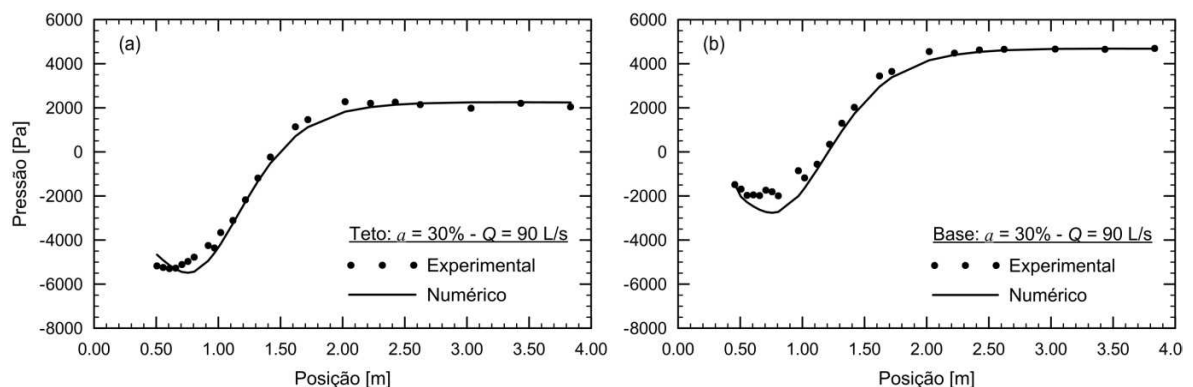 6000
4000
2000
0
-2000
-4000
-6000
-8000
Pressão [Pa]
(a)
Teto: a = 30% - Q = 90 L/s
Experimental
Numérico
0.00 0.50 1.00 1.50 2.00 2.50 3.00 3.50 4.00
Posição [m]
6000
4000
2000
0
-2000
-4000
-6000
-8000
(b)
Base: a = 30% - Q = 90 L/s
Experimental
Numérico
0.00 0.50 1.00 1.50 2.00 2.50 3.00 3.50 4.0
Posição [m]